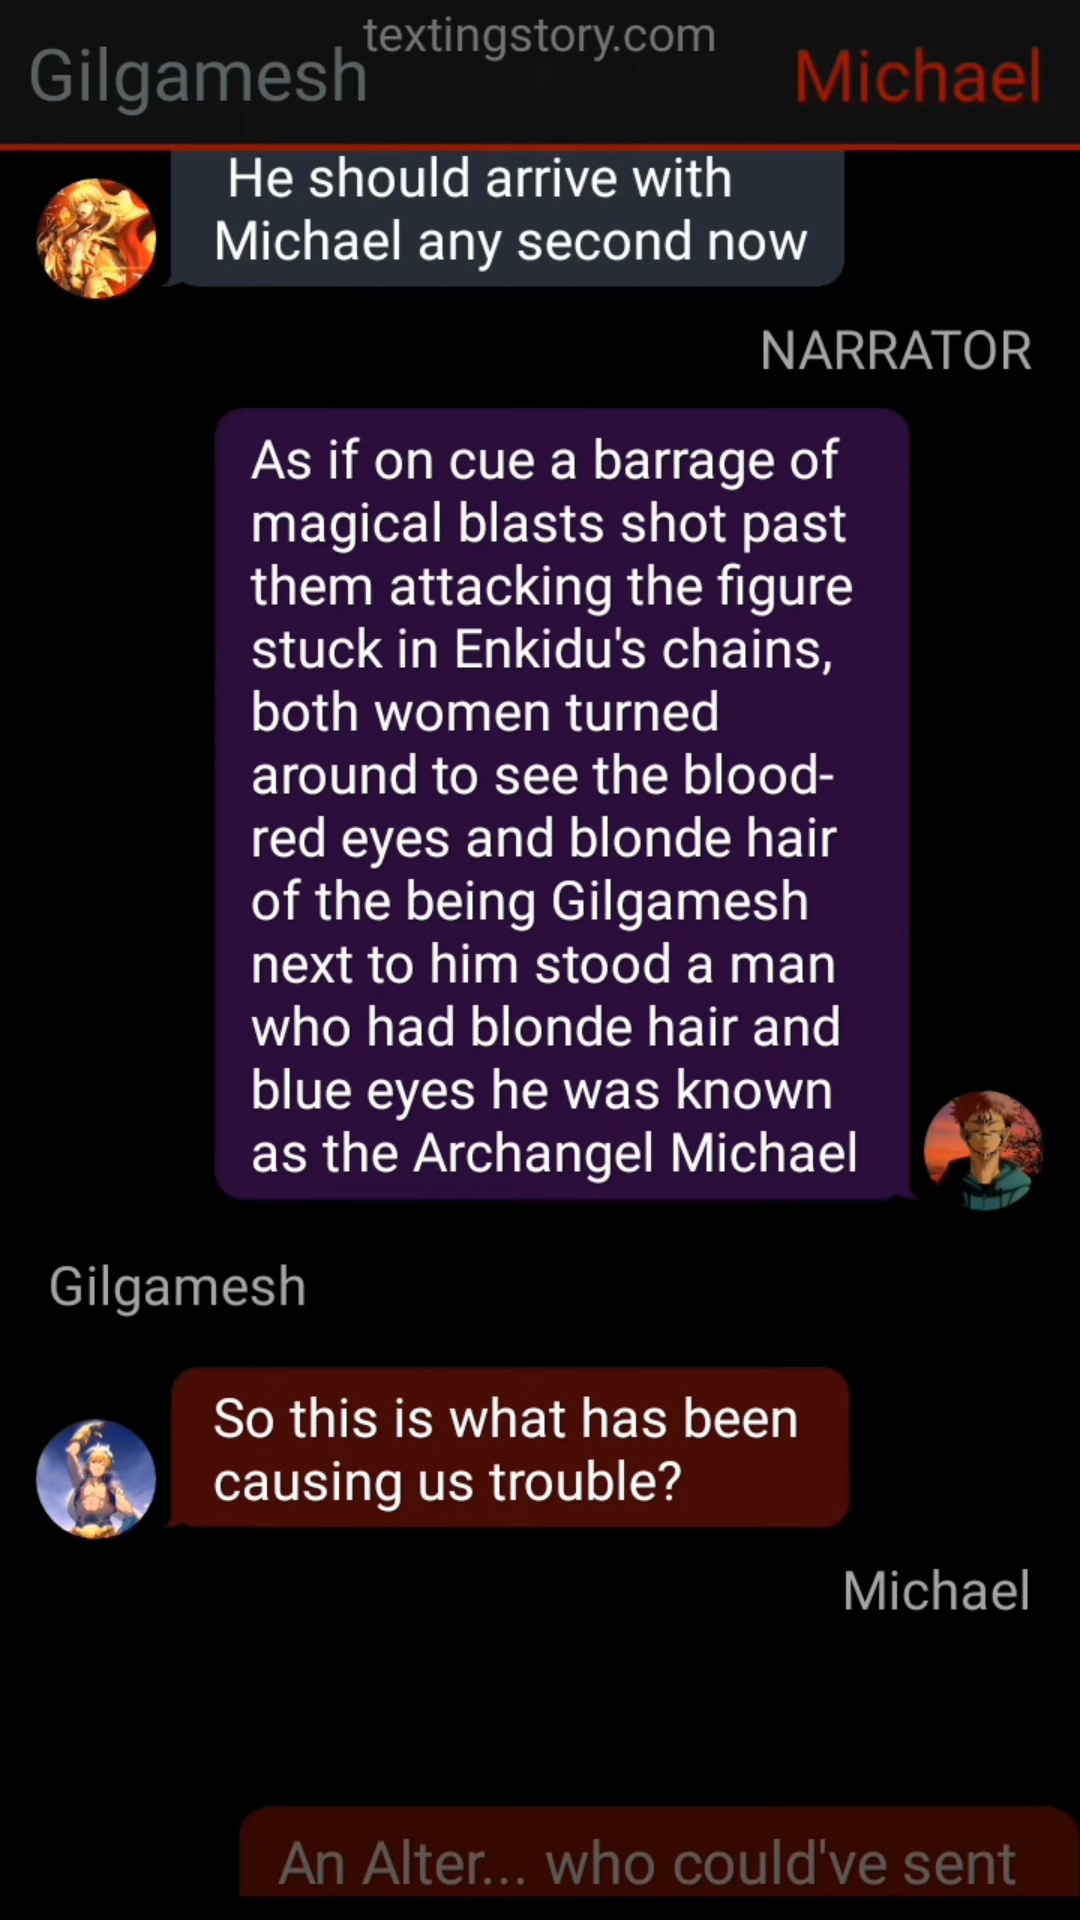 textingstory.com
Gilgamesh
Michael
He should arrive with
Michael any second now
NARRATOR
As if on cue a barrage of
magical blasts shot past
them attacking the figure
stuck in Enkidu's chains,
both women turned
around to see the blood-
red eyes and blonde hair
of the being Gilgamesh
next to him stood a man
who had blonde hair and
blue eyes he was known
as the Archangel Michael
Gilgamesh
So this is what has been
causing us trouble?
Michael
An Alter... who could've sent